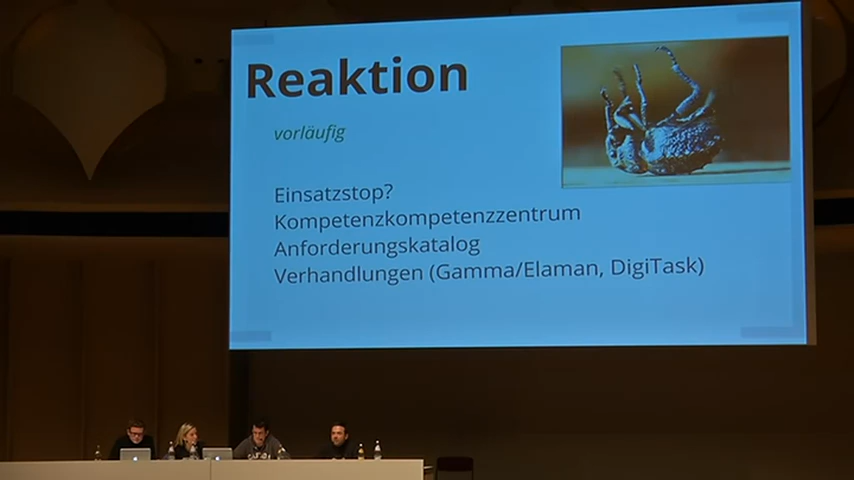 Reaktion
vorläufig
Einsatzstop?
Kompetenzkompetenzzentrum
Anforderungskatalog
Verhandlungen (Gamma/Elaman, DigiTask)